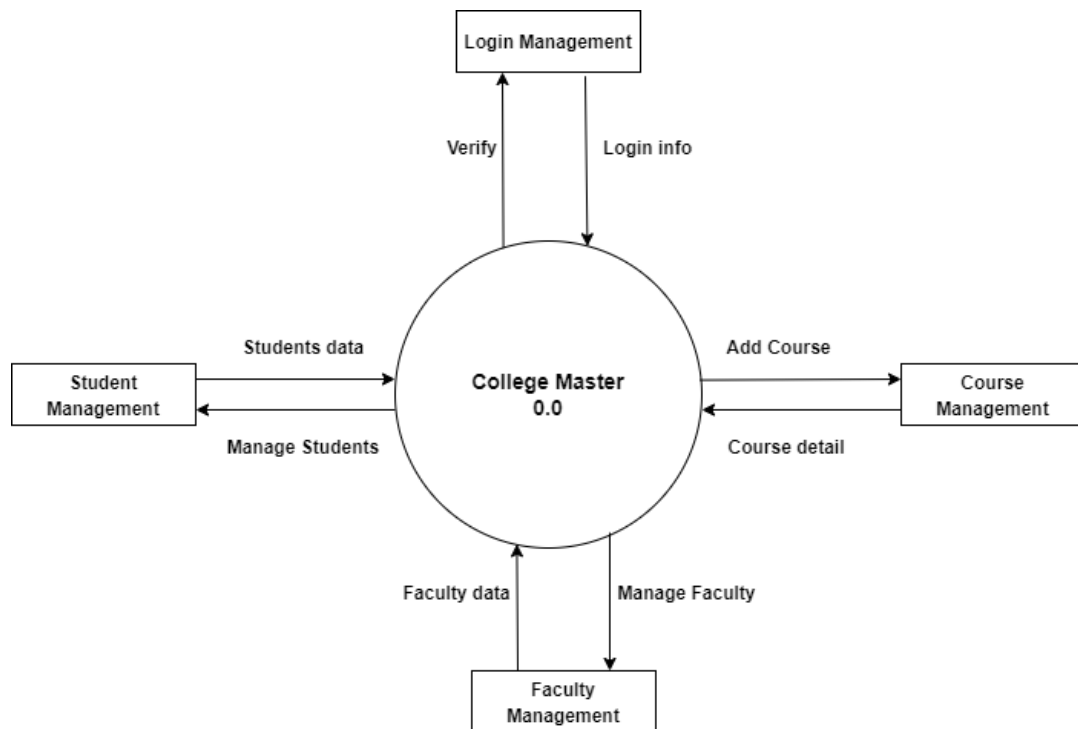 Login Management
Verify
Login info
Students data
Add Course
Student
Management
College Master
0.0
Course
Management
Manage Students
Course detail
Faculty data
Manage Faculty
Faculty
Management